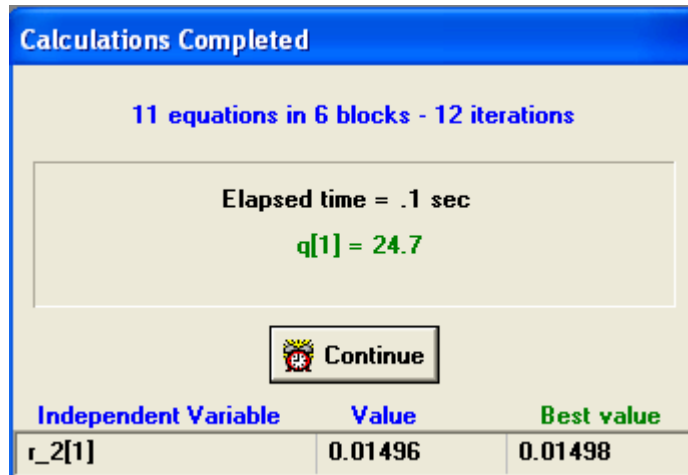 Calculations Completed
11 equations in 6 blocks - 12 iterations
Elapsed time = .1 sec
q[1] = 24.7
Continue
Independent Variable Value Best value
r_2[1] 0.01496 0.01498